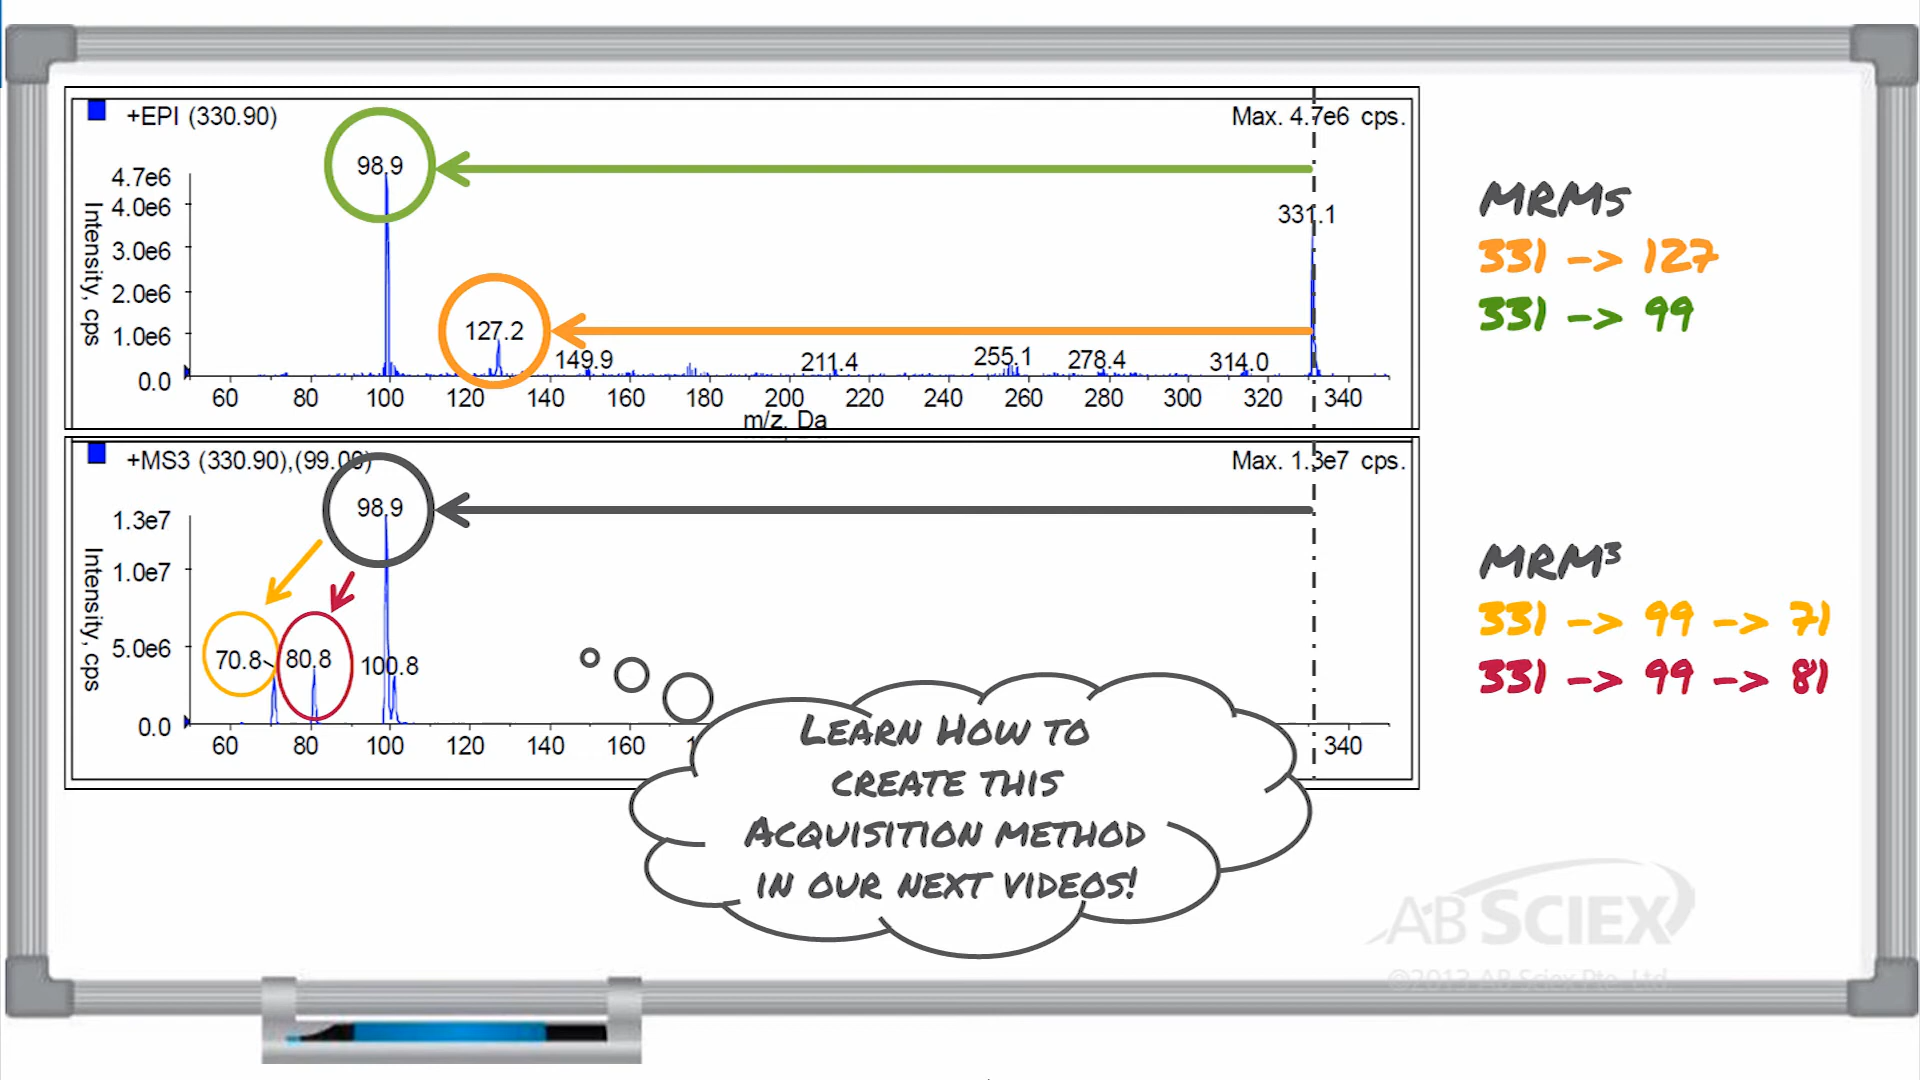 +EPI (330.90)
Max. 4.7e6 cps.
98.9
4.7e6
4.0e6
3.0e6
2.0e6
1.0e6
0.0
Intensity, cps
331.1
127.2
149.9
211.4
255.1
278.4
314.0
60 80 100 120 140 160 180 200 220 240 260 280 300 320 340
m/z, Da
MRMs
331 -> 127
331 -> 99
+MS3 (330.90),(99.00)
Max. 1.3e7 cps.
98.9
1.3e7
1.0e7
5.0e6
0.0
Intensity, cps
70.8
80.8
100.8
60 80 100 120 140 160 340
MRM³
331 -> 99 -> 71
331 -> 99 -> 81
Learn How to
create this
Acquisition method
in our next videos!
AB SCIEX
©2013 AB Sciex Pte. Ltd.